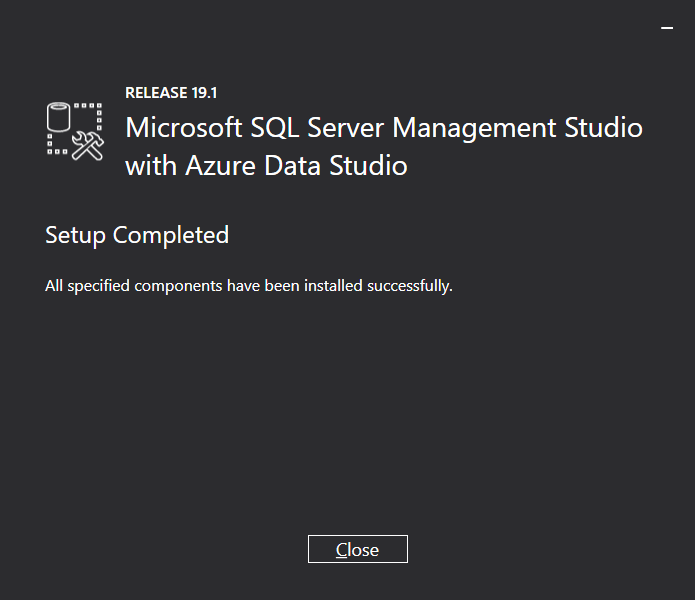 RELEASE 19.1
Microsoft SQL Server Management Studio
with Azure Data Studio
Setup Completed
All specified components have been installed successfully.
Close